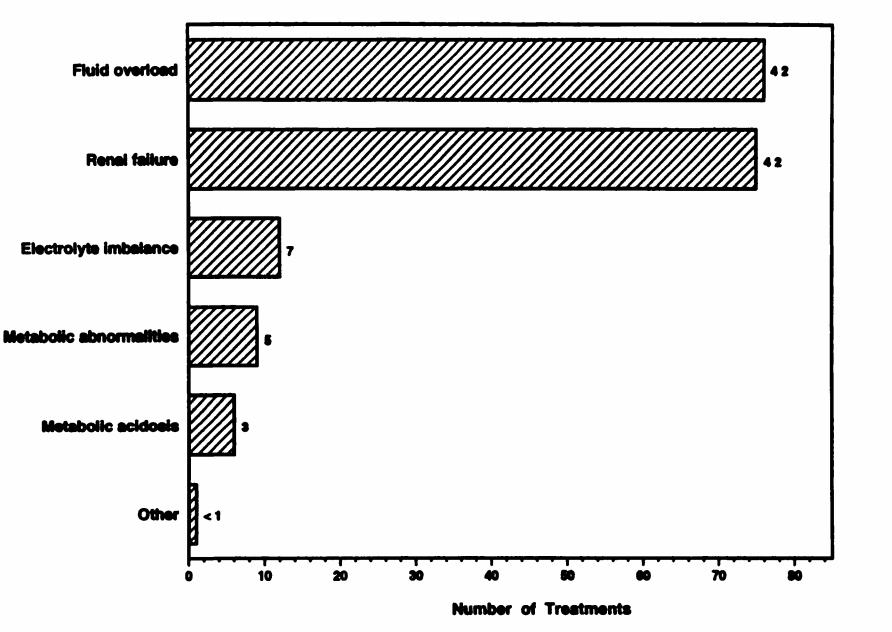 Fluid overload
42
Renal failure
42
Electrolyte imbalance
7
Metabolic abnormalities
5
Metabolic acidosis
3
Other
<1
0 10 20 30 40 50 60 70 80
Number of Treatments